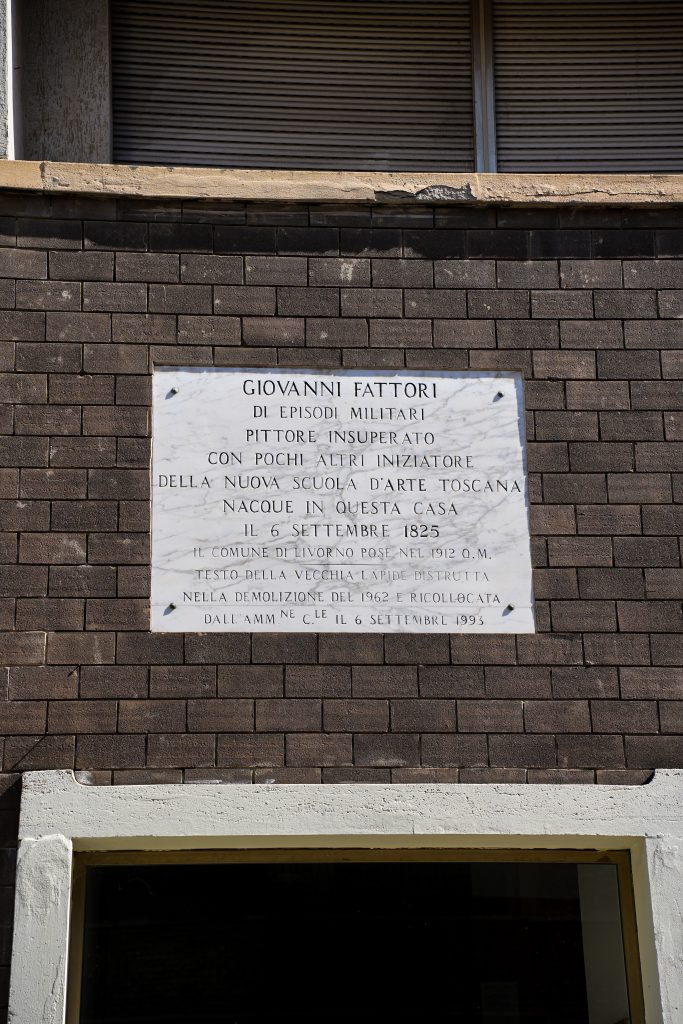 GIOVANNI FATTORI
DI EPISODI MILITARI
PITTORE INSUPERATO
CON POCHI ALTRI INIZIATORE
DELLA NUOVA SCUOLA D'ARTE TOSCANA
NACQUE IN QUESTA CASA
IL 6 SETTEMBRE 1825
IL COMUNE DI LIVORNO POSE NEL 1912 Q.M.
TESTO DELLA VECCHIA LAPIDE DISTRUTTA
NELLA DEMOLIZIONE DEL 1962 E RICOLLOCATA
DALL'AMM NE C.LE IL 6 SETTEMBRE 1993